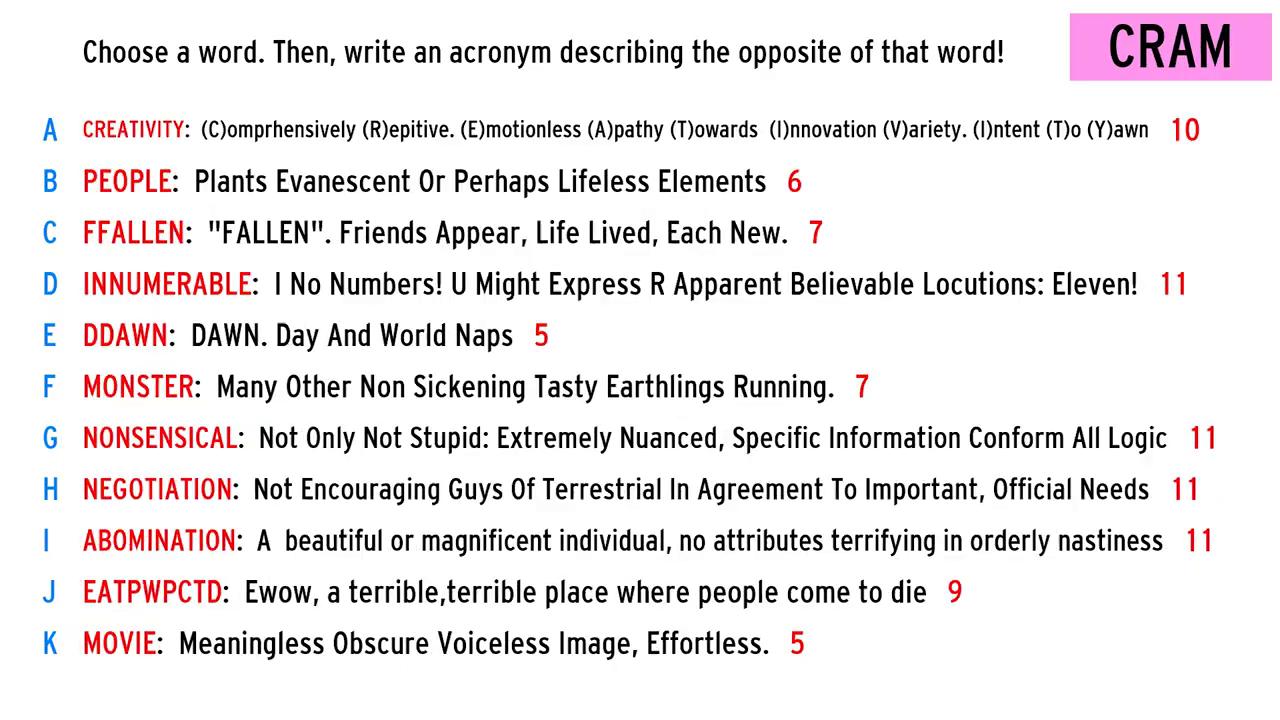 Choose a word. Then, write an acronym describing the opposite of that word!
CRAM
A CREATIVITY: (C)omprhensively (R)epitive. (E)motionless (A)pathy (T)owards (I)nnovation (V)ariety. (I)ntent (T)o (Y)awn 10
B PEOPLE: Plants Evanescent Or Perhaps Lifeless Elements 6
C FFALLEN: "FALLEN". Friends Appear, Life Lived, Each New. 7
D INNUMERABLE: I No Numbers! U Might Express R Apparent Believable Locutions: Eleven! 11
E DDAWN: DAWN. Day And World Naps 5
F MONSTER: Many Other Non Sickening Tasty Earthlings Running. 7
G NONSENSICAL: Not Only Not Stupid: Extremely Nuanced, Specific Information Conform All Logic 11
H NEGOTIATION: Not Encouraging Guys Of Terrestrial In Agreement To Important, Official Needs 11
I ABOMINATION: A beautiful or magnificent individual, no attributes terrifying in orderly nastiness 11
J EATPWPCTD: Ewow, a terrible,terrible place where people come to die 9
K MOVIE: Meaningless Obscure Voiceless Image, Effortless. 5